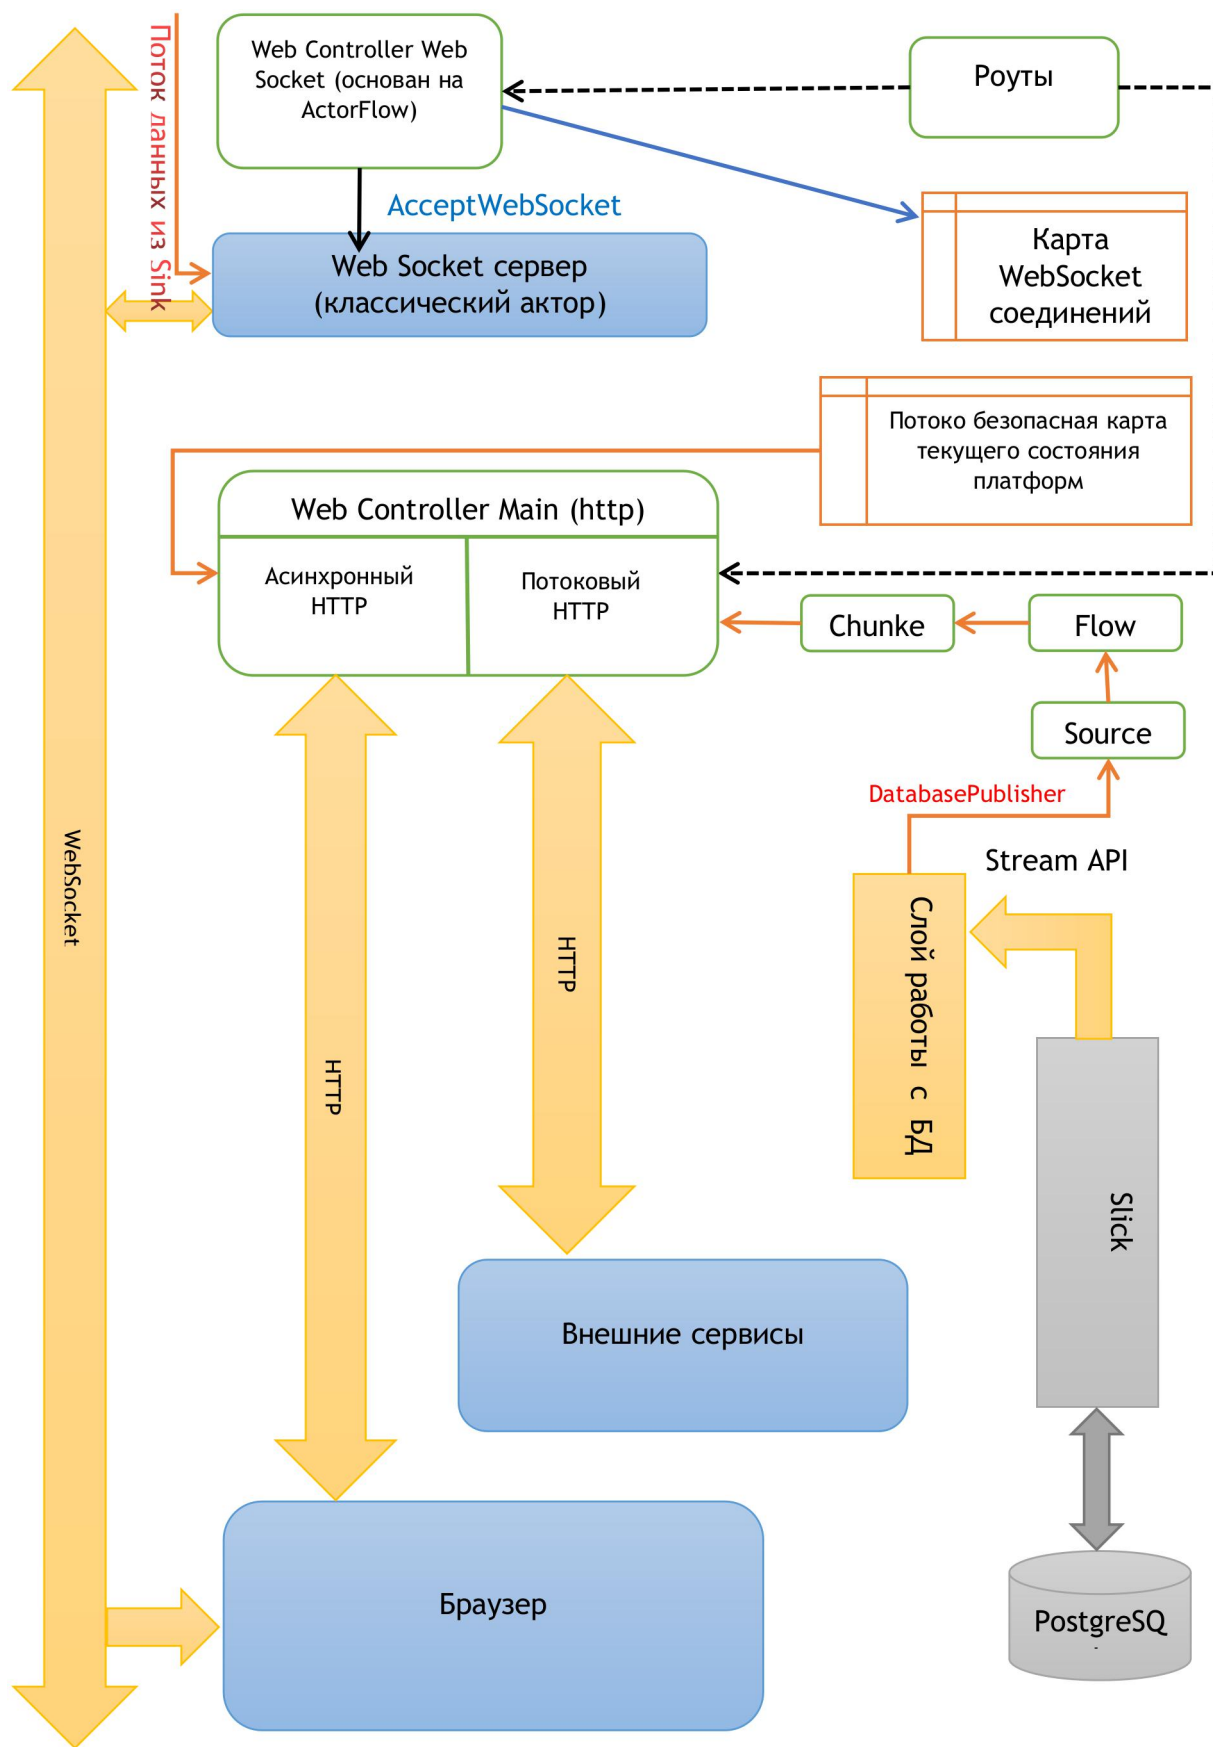 Поток данных из Sink
Web Controller Web
Socket (основан на
ActorFlow)
Роуты
AcceptWebSocket
Web Socket сервер
(классический актор)
Карта
WebSocket
соединений
Потоко безопасная карта
текущего состояния
платформ
Web Controller Main (http)
Асинхронный
HTTP
Потоковый
HTTP
Chunke
Flow
Source
DatabasePublisher
Stream API
WebSocket
HTTP
HTTP
Слой работы с БД
Slick
Внешние сервисы
Браузер
PostgreSQ